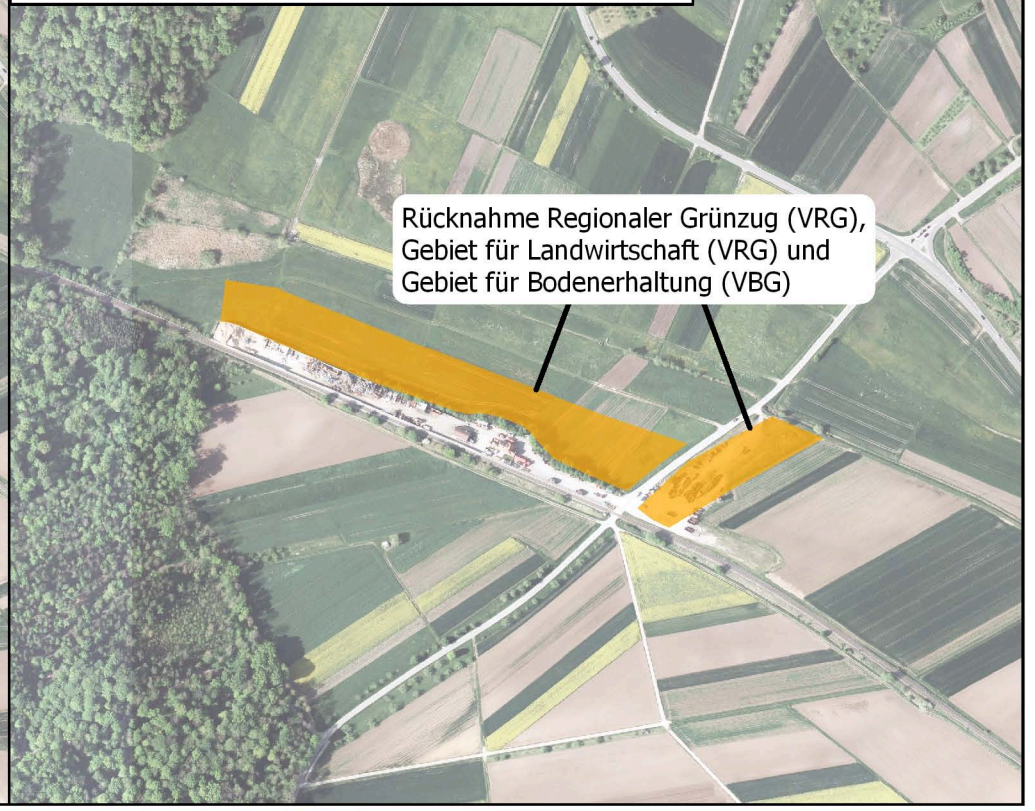 Rücknahme Regionaler Grünzug (VRG),
Gebiet für Landwirtschaft (VRG) und
Gebiet für Bodenerhaltung (VBG)